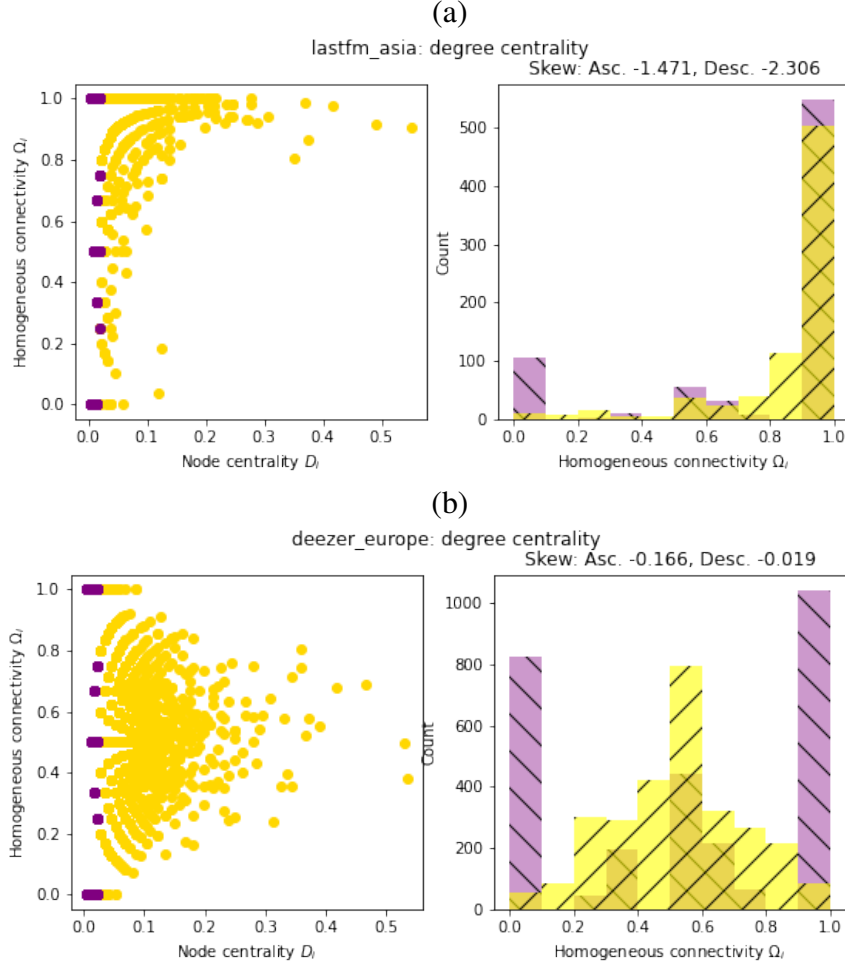 (a)
lastfm_asia: degree centrality
Skew: Asc. -1.471, Desc. -2.306
Homogeneous connectivity Ωᵢ
1.0
0.8
0.6
0.4
0.2
0.0
0.0 0.1 0.2 0.3 0.4 0.5
Node centrality Dᵢ
Count
500
400
300
200
100
0
0.0 0.2 0.4 0.6 0.8 1.0
Homogeneous connectivity Ωᵢ
(b)
deezer_europe: degree centrality
Skew: Asc. -0.166, Desc. -0.019
Homogeneous connectivity Ωᵢ
1.0
0.8
0.6
0.4
0.2
0.0
0.0 0.1 0.2 0.3 0.4 0.5
Node centrality Dᵢ
Count
1000
800
600
400
200
0
0.0 0.2 0.4 0.6 0.8 1.0
Homogeneous connectivity Ωᵢ